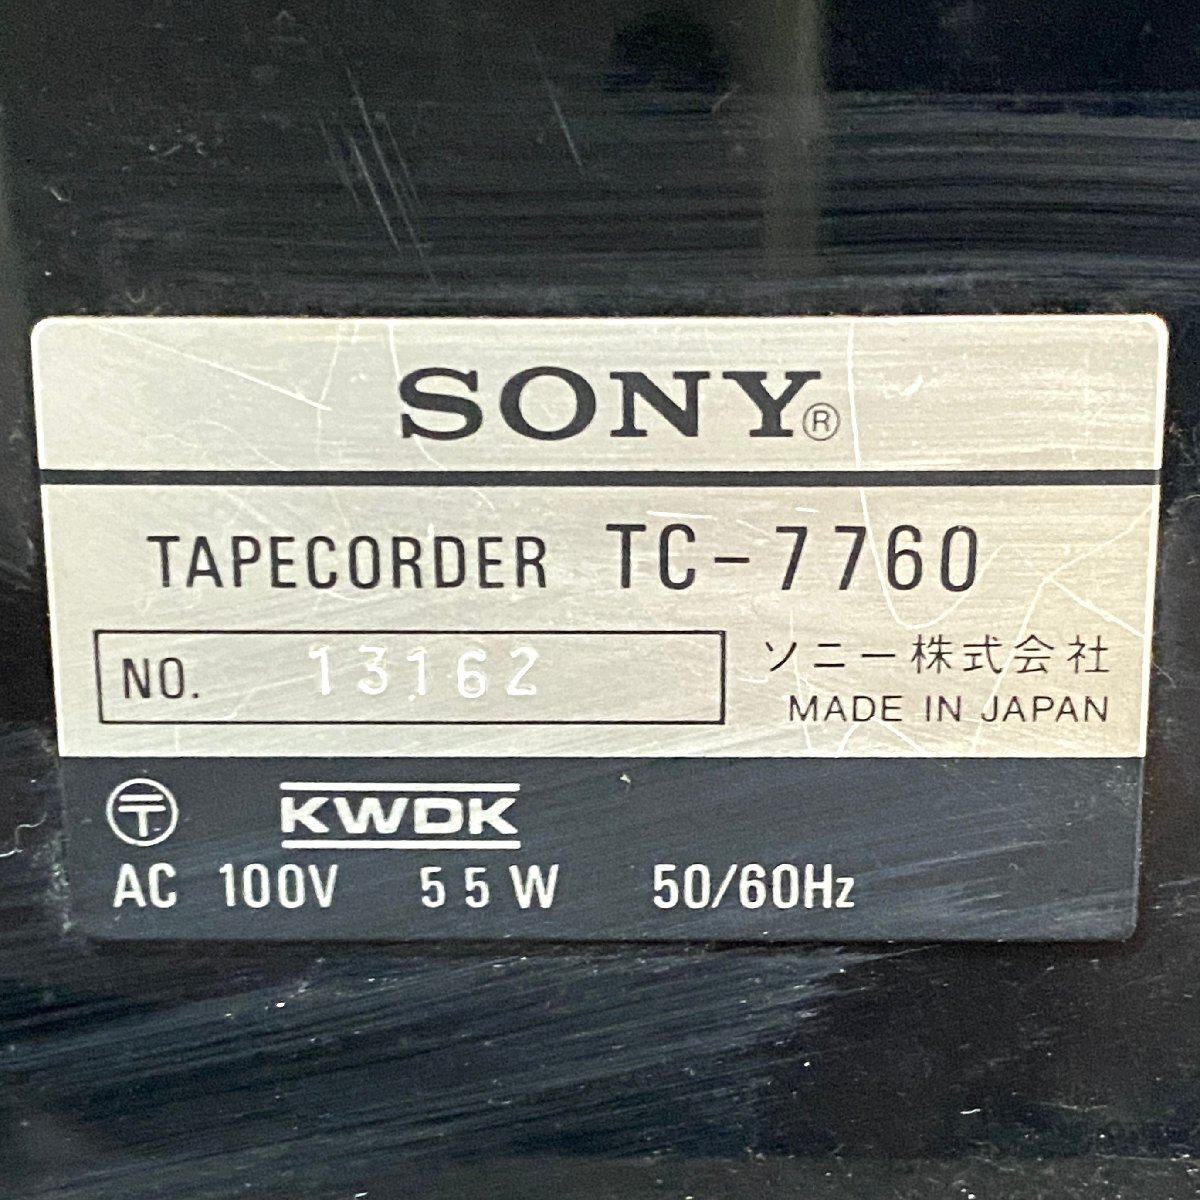 SONY®
TAPECORDER TC-7760
NO. 13162
ソニー株式会社
MADE IN JAPAN
〒 KWDK
AC 100V 55W 50/60Hz